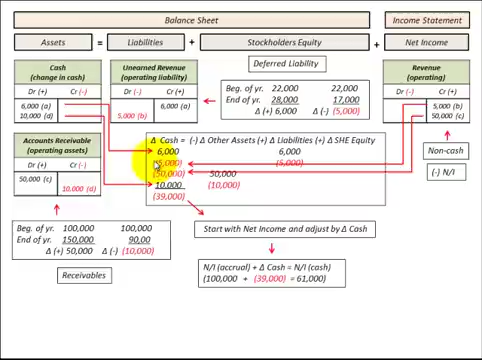 Balance Sheet
Income Statement
Assets = Liabilities + Stockholders Equity + Net Income
Cash
(change in cash)
Dr (+) Cr (-)
6,000 (a)
10,000 (d)
Unearned Revenue
(operating liability)
Dr (-) Cr (+)
6,000 (a)
5,000 (b)
Deferred Liability
Beg. of yr. 22,000 22,000
End of yr. 28,000 17,000
Δ (+) 6,000 Δ (-) (5,000)
Revenue
(operating)
Dr (-) Cr (+)
5,000 (b)
50,000 (c)
Non-cash
(-) N/I
Accounts Receivable
(operating assets)
Dr (+) Cr (-)
50,000 (c)
10,000 (d)
Δ Cash = (-) Δ Other Assets (+) Δ Liabilities (+) Δ SHE Equity
6,000 6,000
(5,000) (5,000)
(50,000) 50,000
10,000 (10,000)
(39,000)
Beg. of yr. 100,000 100,000
End of yr. 150,000 90,00
Δ (+) 50,000 Δ (-) (10,000)
Receivables
Start with Net Income and adjust by Δ Cash
N/I (accrual) + Δ Cash = N/I (cash)
(100,000 + (39,000) = 61,000)